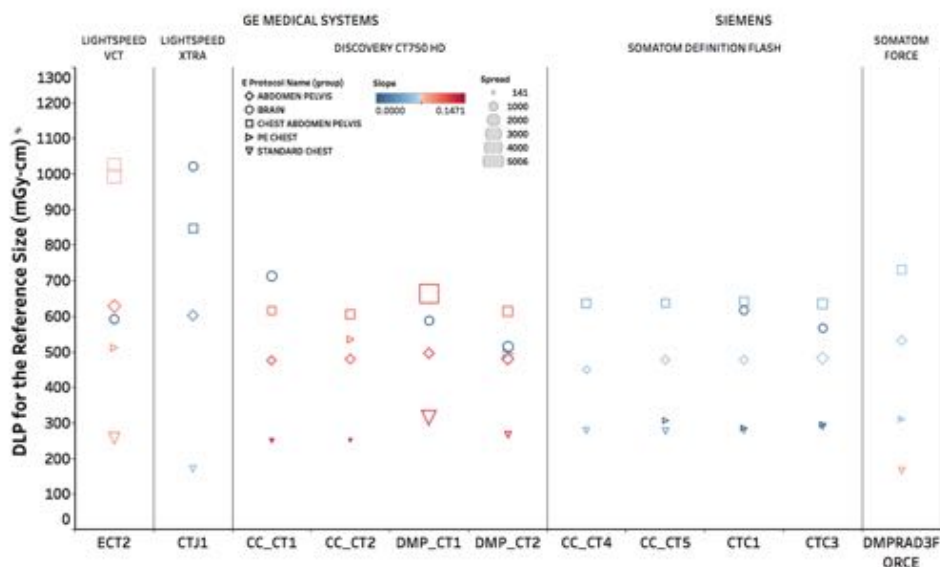 GE MEDICAL SYSTEMS
SIEMENS
LIGHTSPEED
VCT
LIGHTSPEED
XTRA
DISCOVERY CT750 HD
SOMATOM DEFINITION FLASH
SOMATOM
FORCE
DLP for the Reference Size (mGy-cm)
1300
1200
1100
1000
900
800
700
600
500
400
300
200
100
0
E Protocol Name (group)
ABDOMEN PELVIS
BRAIN
CHEST ABDOMEN PELVIS
PE CHEST
STANDARD CHEST
Slope
0.0000 0.1471
Spread
141
1000
2000
3000
4000
5006
ECT2 CTJ1 CC_CT1 CC_CT2 DMP_CT1 DMP_CT2 CC_CT4 CC_CT5 CTC1 CTC3 DMPRAD3F
ORCE